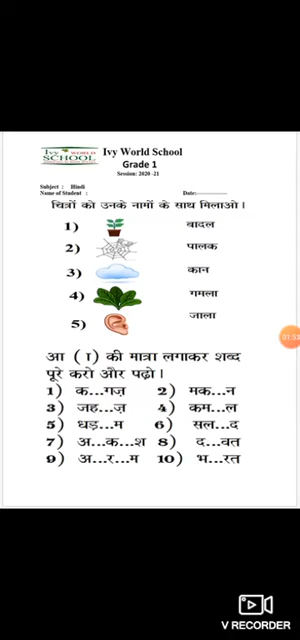 Ivy WORLD
SCHOOL
Ivy World School
Grade 1
Session: 2020 -21
Subject : Hindi
Name of Student : Date:
चित्रों को उनके नामों के साथ मिलाओ ।
1) बादल
2) पालक
3) कान
4) गमला
5) जाला
आ (ा) की मात्रा लगाकर शब्द
पूरे करो और पढ़ो ।
1) क...गज़ 2) मक...न
3) जह...ज़ 4) कम...ल
5) धड़...म 6) सल...द
7) अ...क...श 8) द...वत
9) अ...र...म 10) भ...रत
01:53
V RECORDER